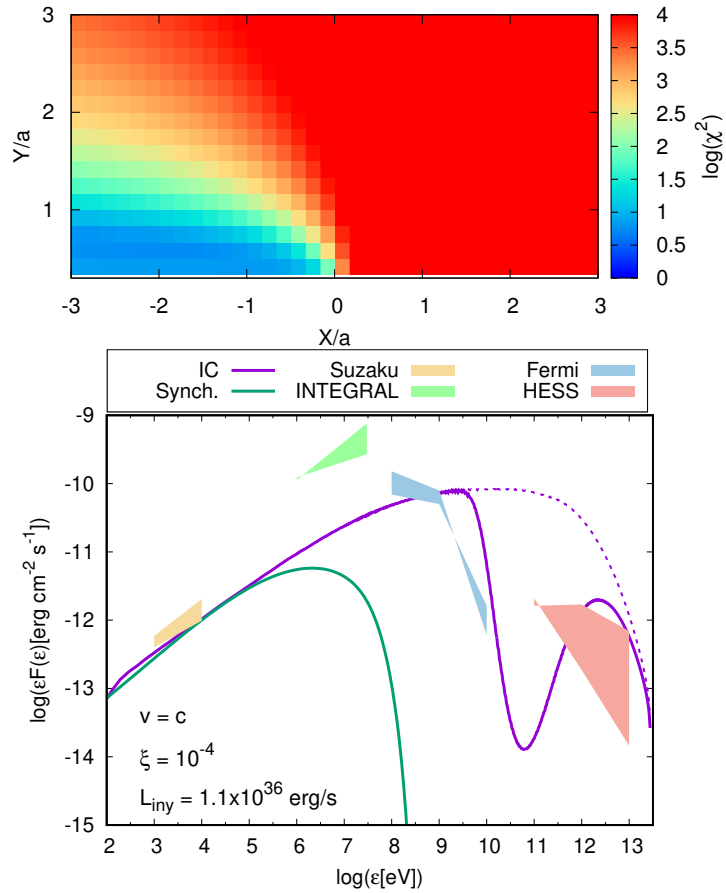 3
2
1
Y/a
-3 -2 -1 0 1 2 3
X/a
4
3.5
3
2.5
2
1.5
1
0.5
0
log(χ²)
IC Suzaku Fermi
Synch. INTEGRAL HESS
-9
-10
-11
-12
-13
-14
-15
log(εF(ε)[erg cm⁻² s⁻¹])
v = c
ξ = 10⁻⁴
L_iny = 1.1x10³⁶ erg/s
2 3 4 5 6 7 8 9 10 11 12 13
log(ε[eV])